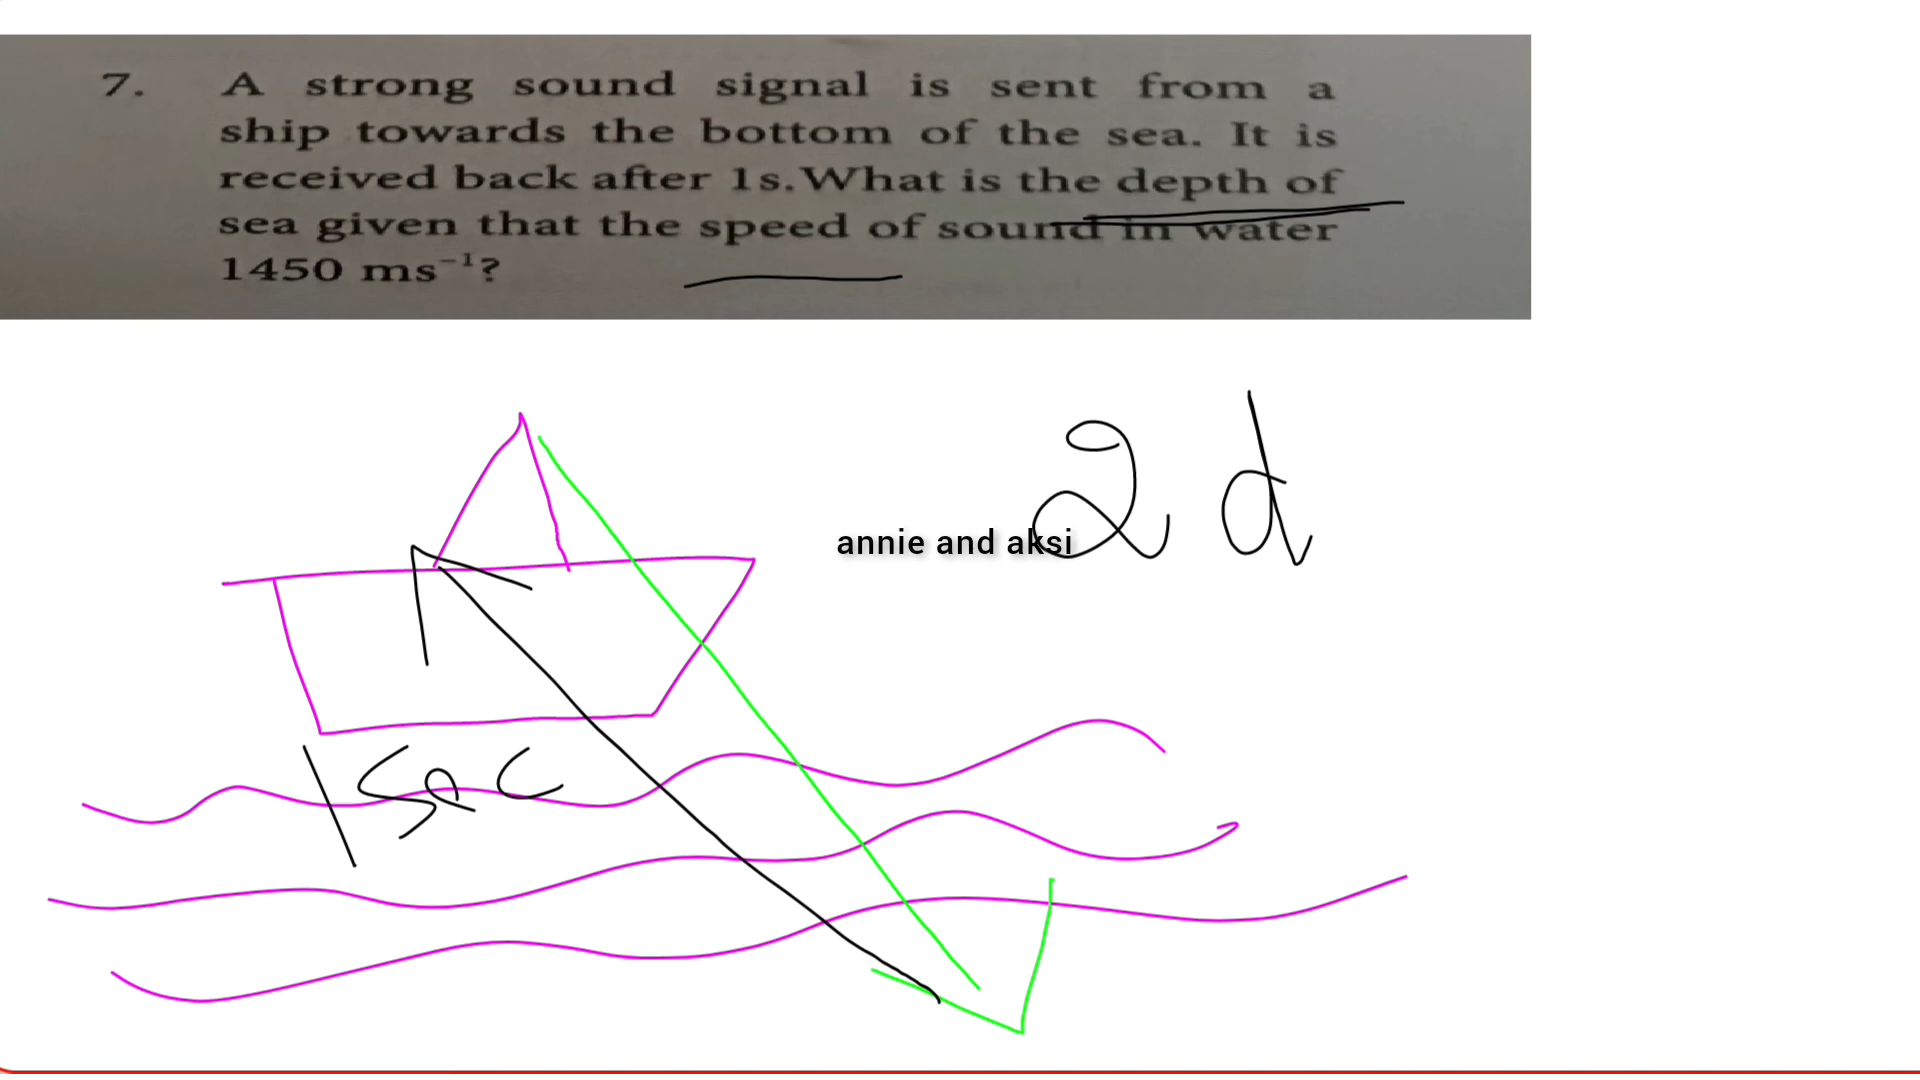 7. A strong sound signal is sent from a
ship towards the bottom of the sea. It is
received back after 1s. What is the depth of
sea given that the speed of sound in water
1450 ms⁻¹?
2d
annie and aksi
1 sec